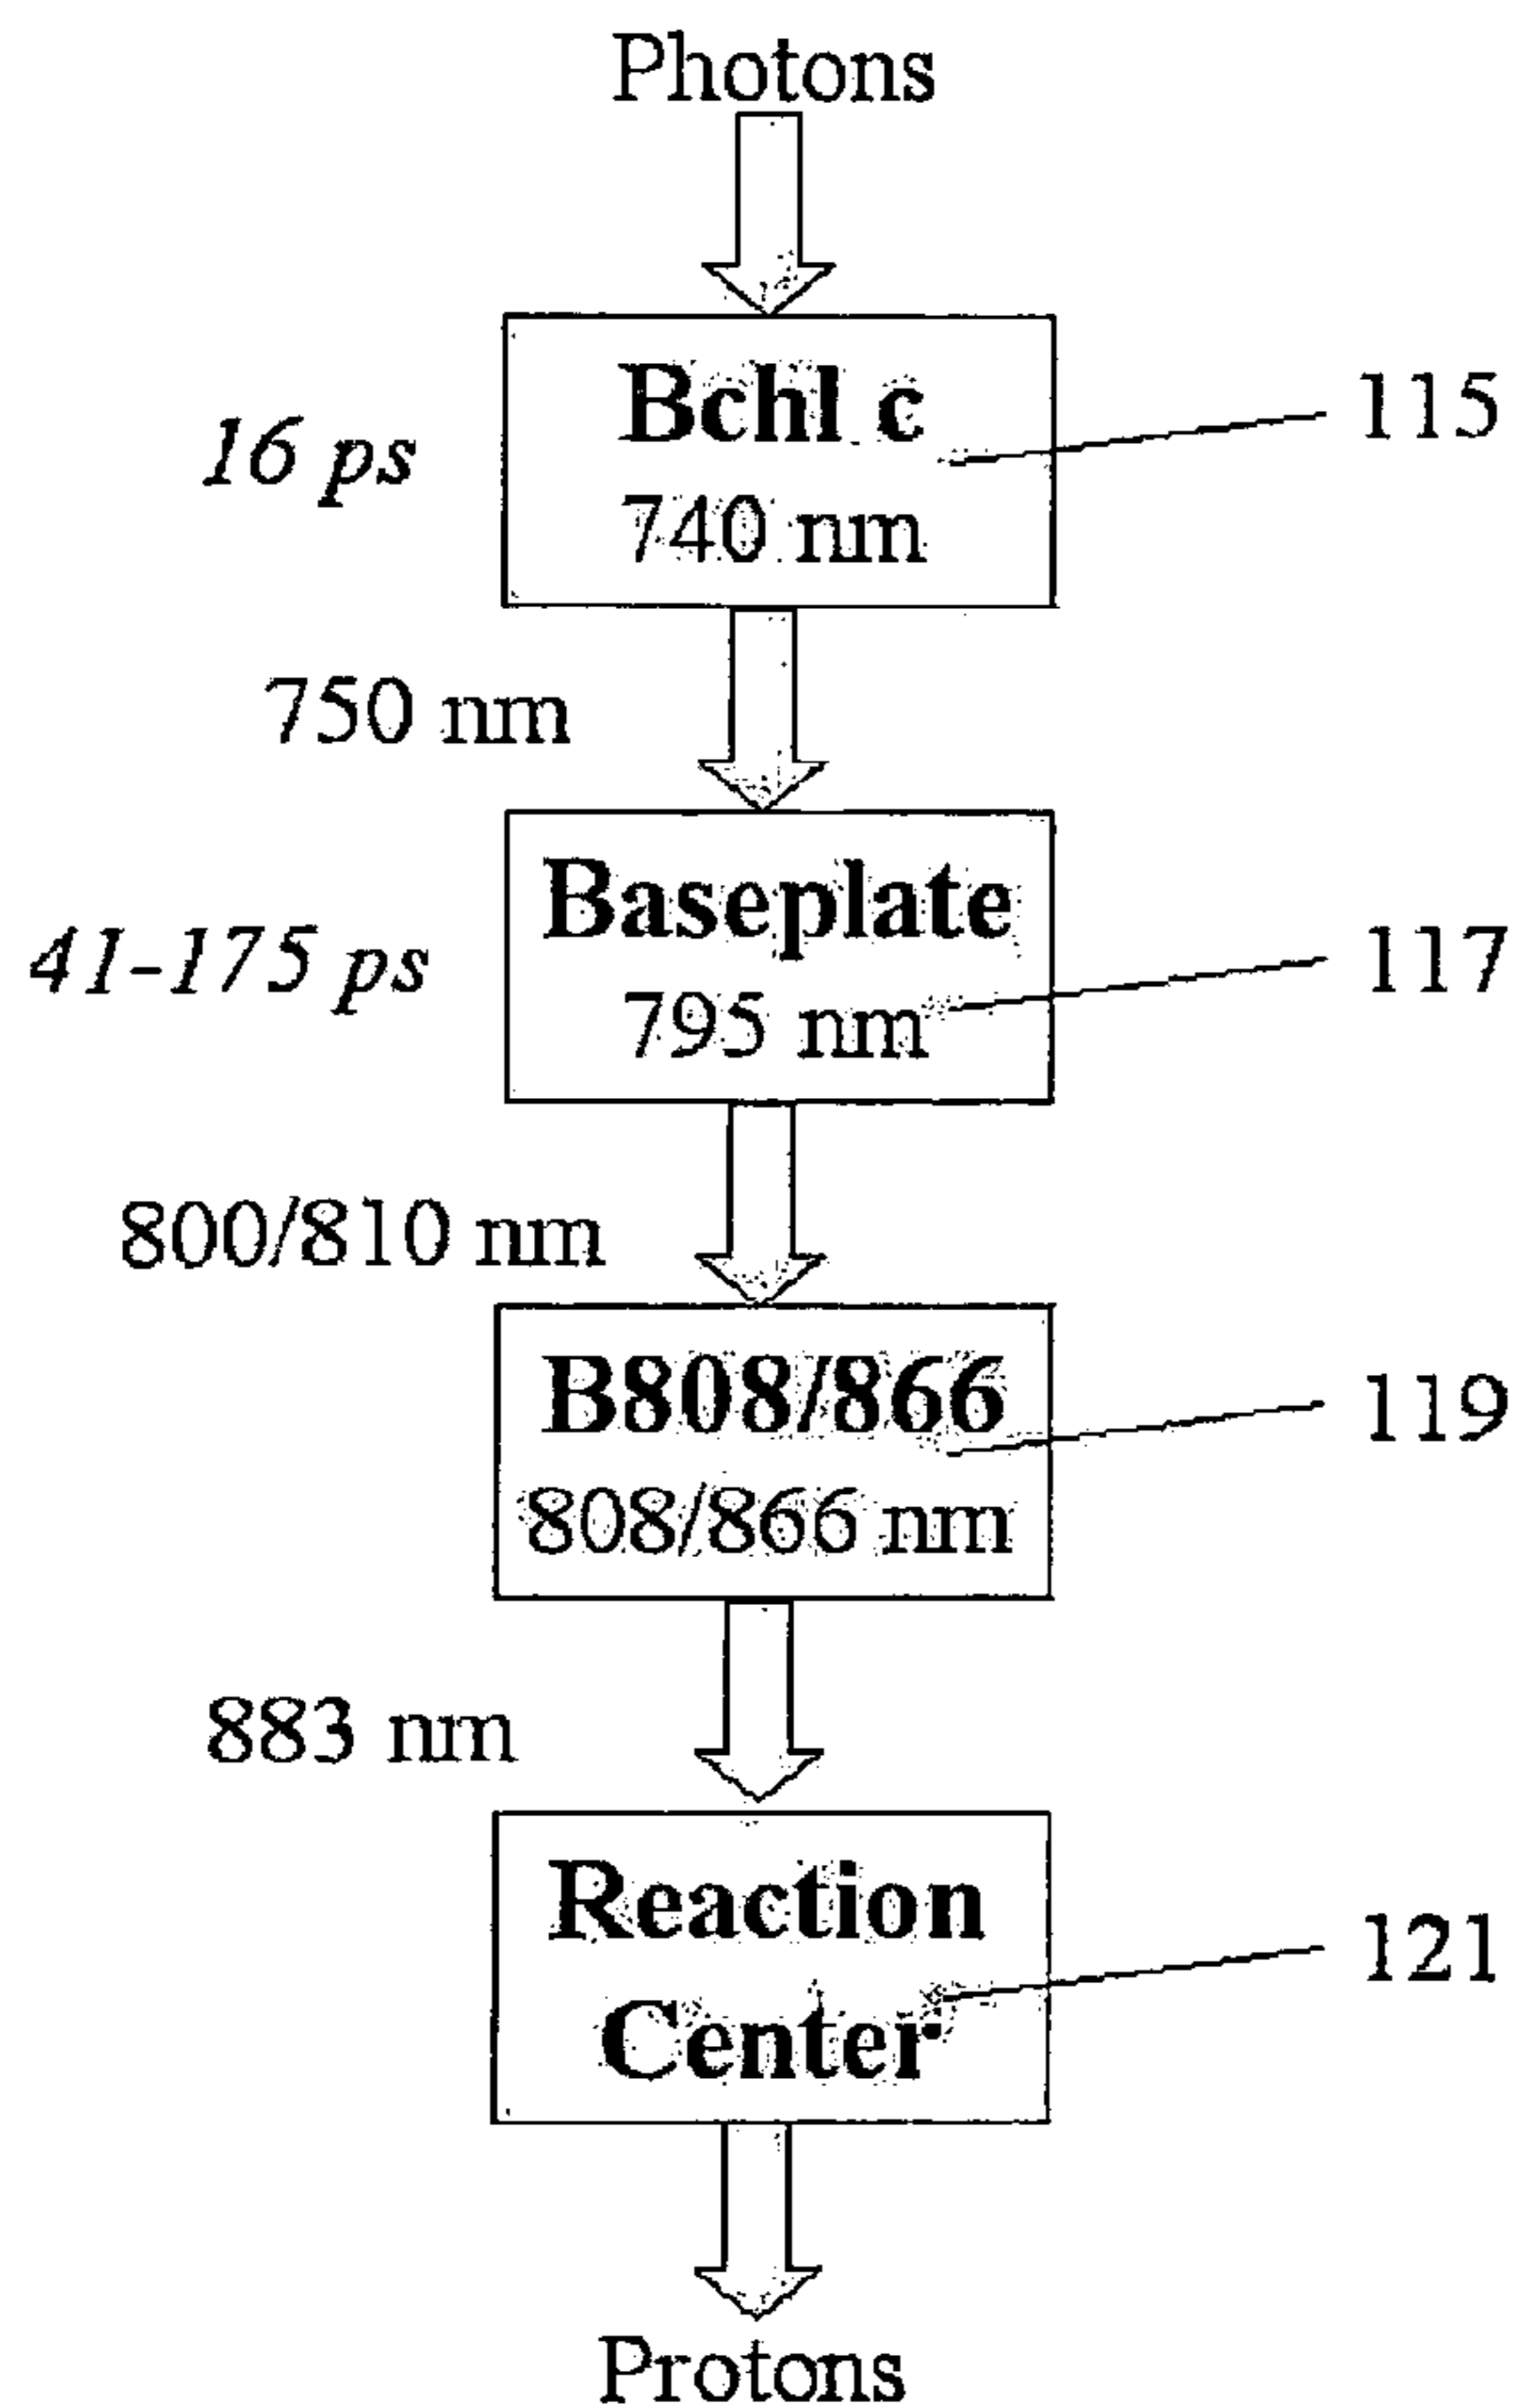 Photons
Bchl c
115
16 ps
740 nm
750 nm
Baseplate
117
41-175 ps
795 nm
800/810 nm
B808/866
119
808/866 nm
883 nm
Reaction
121
Center
Protons